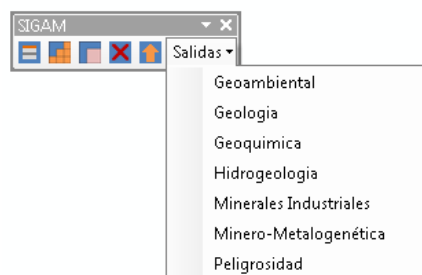 SIGAM
Salidas
Geoambiental
Geologia
Geoquimica
Hidrogeologia
Minerales Industriales
Minero-Metalogenética
Peligrosidad